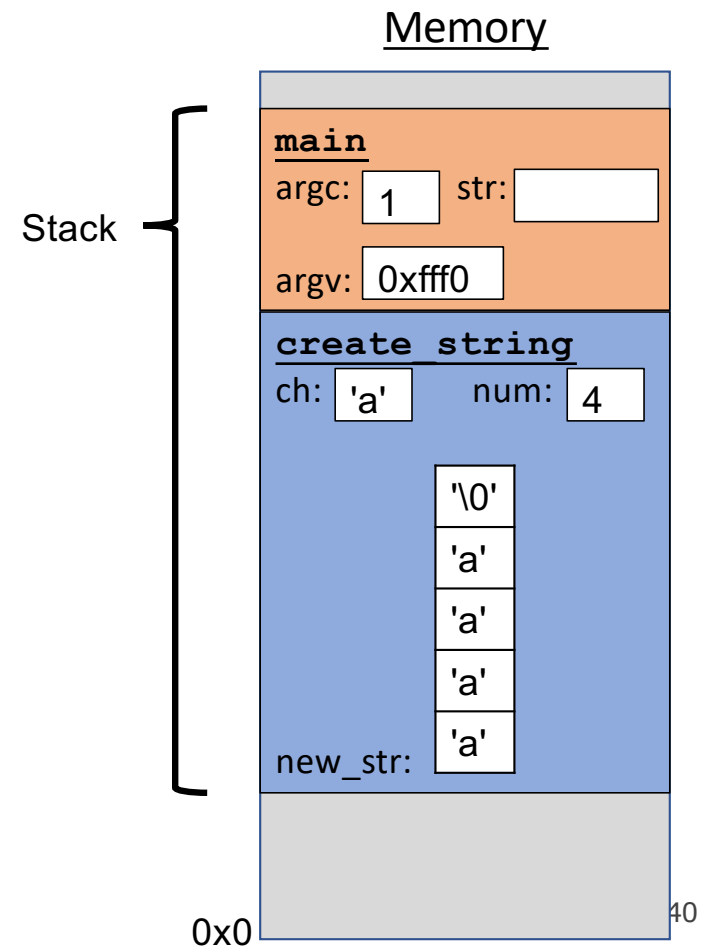 Memory
main
argc: 1 str:
Stack
argv: 0xfff0
create_string
ch: 'a' num: 4
'\0'
'a'
'a'
'a'
'a'
new_str:
40
0x0